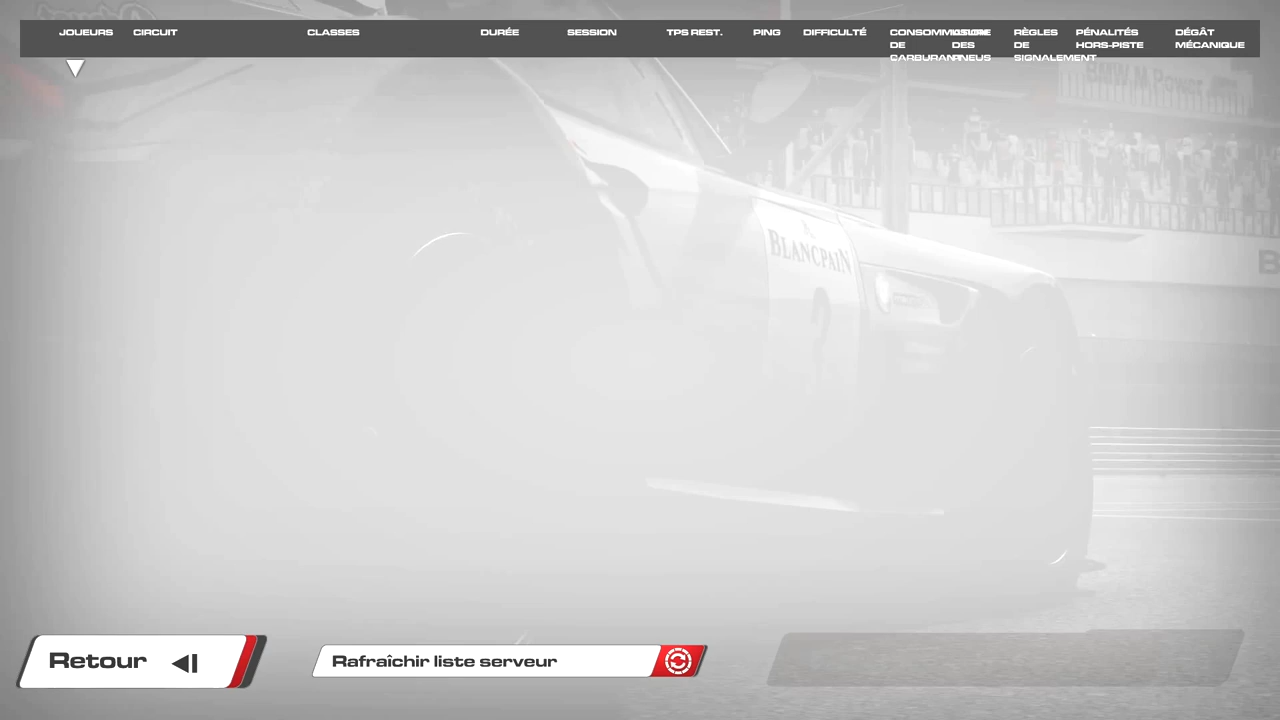 JOUEURS CIRCUIT CLASSES DURÉE SESSION TPS REST. PING DIFFICULTÉ CONSOMMATION DE CARBURANT USURE DES PNEUS RÈGLES DE SIGNALEMENT PÉNALITÉS HORS-PISTE DÉGÂT MÉCANIQUE
BMW M Power
BLANCPAIN
Retour
Rafraîchir liste serveur